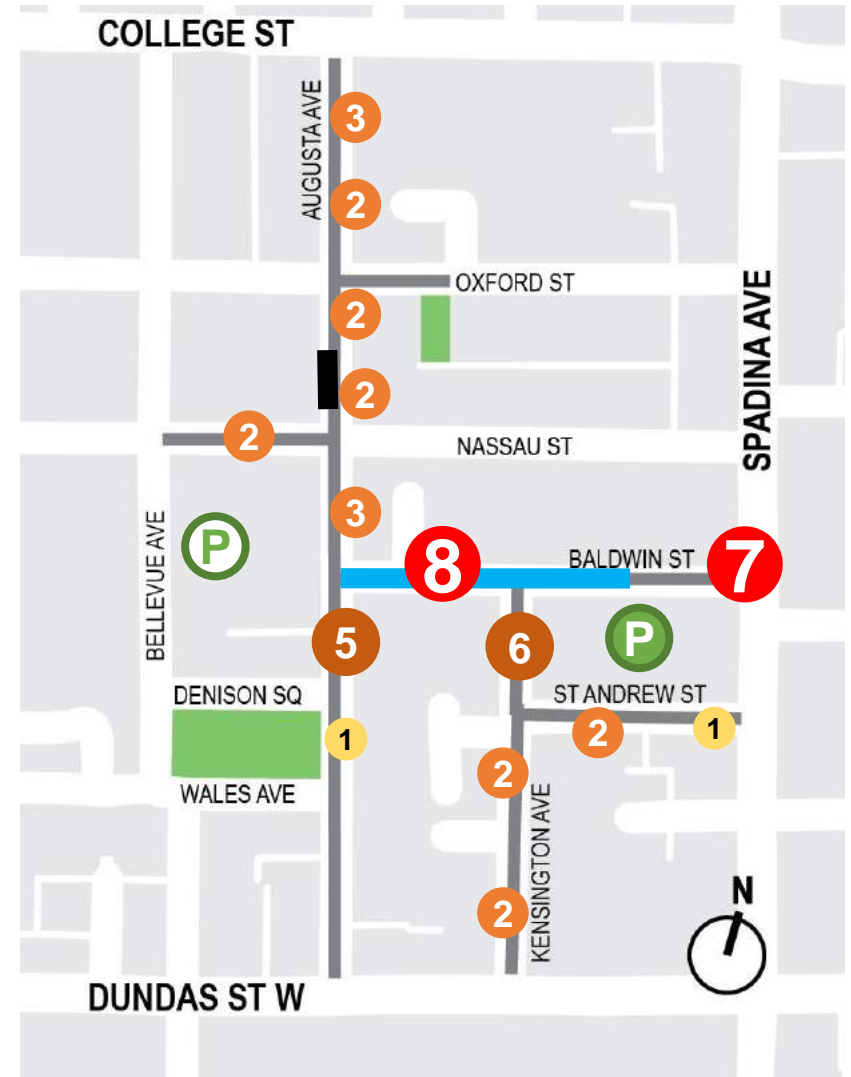 COLLEGE ST
AUGUSTA AVE
3
2
OXFORD ST
2
SPADINA AVE
2
2
NASSAU ST
3
BELLEVUE AVE
P
8
BALDWIN ST
7
5
6
P
DENISON SQ
ST ANDREW ST
1
2
1
2
WALES AVE
KENSINGTON AVE
2
N
DUNDAS ST W